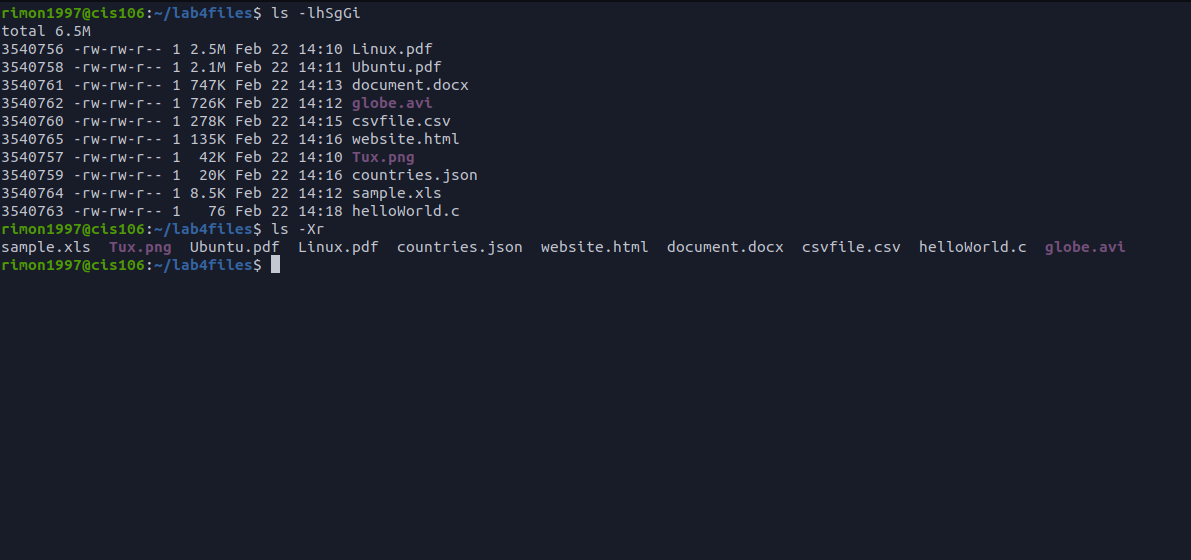 rimon1997@cis106:~/lab4files$ ls -lhSgGi
total 6.5M
3540756 -rw-rw-r-- 1 2.5M Feb 22 14:10 Linux.pdf
3540758 -rw-rw-r-- 1 2.1M Feb 22 14:11 Ubuntu.pdf
3540761 -rw-rw-r-- 1 747K Feb 22 14:13 document.docx
3540762 -rw-rw-r-- 1 726K Feb 22 14:12 globe.avi
3540760 -rw-rw-r-- 1 278K Feb 22 14:15 csvfile.csv
3540765 -rw-rw-r-- 1 135K Feb 22 14:16 website.html
3540757 -rw-rw-r-- 1  42K Feb 22 14:10 Tux.png
3540759 -rw-rw-r-- 1  20K Feb 22 14:16 countries.json
3540764 -rw-rw-r-- 1 8.5K Feb 22 14:12 sample.xls
3540763 -rw-rw-r-- 1   76 Feb 22 14:18 helloWorld.c
rimon1997@cis106:~/lab4files$ ls -Xr
sample.xls  Tux.png  Ubuntu.pdf  Linux.pdf  countries.json  website.html  document.docx  csvfile.csv  helloWorld.c  globe.avi
rimon1997@cis106:~/lab4files$